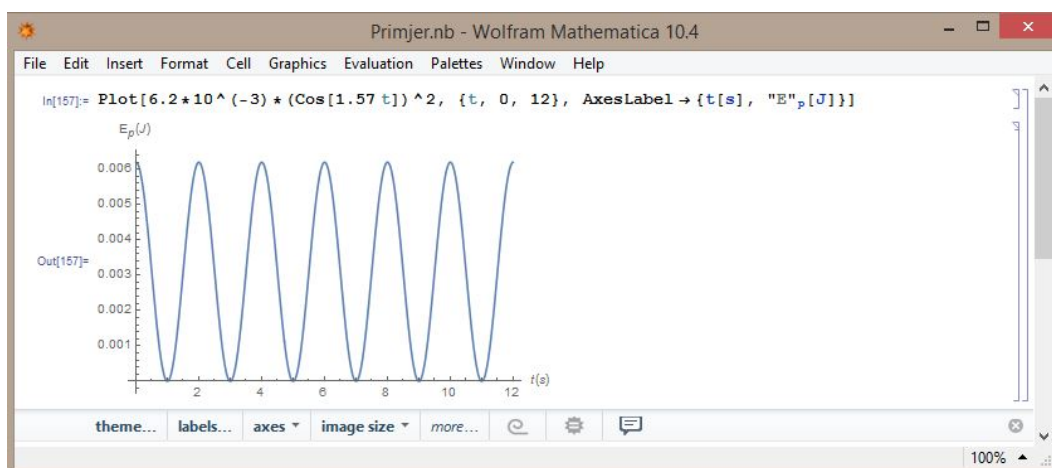 Primjer.nb - Wolfram Mathematica 10.4
File Edit Insert Format Cell Graphics Evaluation Palettes Window Help
In[157]:= Plot[6.2*10^(-3)*(Cos[1.57 t])^2, {t, 0, 12}, AxesLabel→{t[s], "E"p[J]}]
Ep(J)
0.006
0.005
0.004
Out[157]=
0.003
0.002
0.001
2 4 6 8 10 12 t(s)
theme... labels... axes image size more...
100%